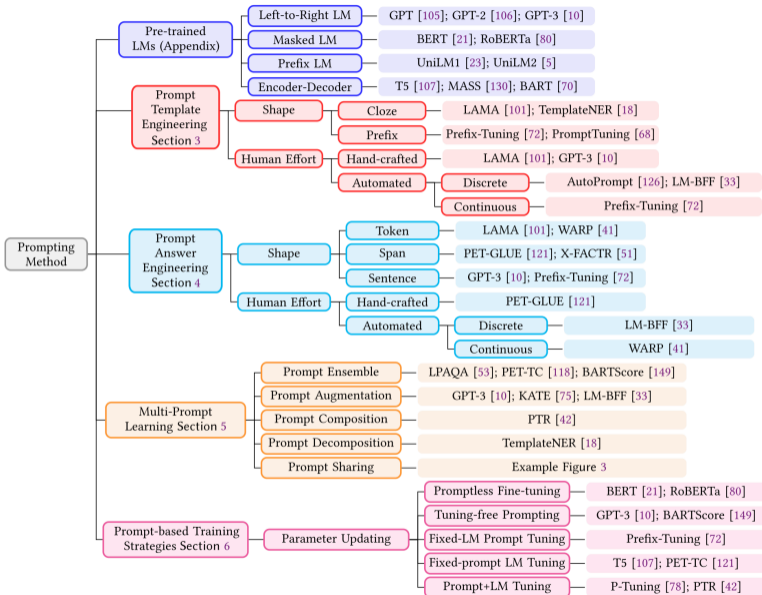 Prompting
Method
Pre-trained
LMs (Appendix)
Left-to-Right LM
GPT [105]; GPT-2 [106]; GPT-3 [10]
Masked LM
BERT [21]; RoBERTa [80]
Prefix LM
UniLM1 [23]; UniLM2 [5]
Encoder-Decoder
T5 [107]; MASS [130]; BART [70]
Prompt
Template
Engineering
Section 3
Shape
Cloze
LAMA [101]; TemplateNER [18]
Prefix
Prefix-Tuning [72]; PromptTuning [68]
Human Effort
Hand-crafted
LAMA [101]; GPT-3 [10]
Automated
Discrete
AutoPrompt [126]; LM-BFF [33]
Continuous
Prefix-Tuning [72]
Prompt
Answer
Engineering
Section 4
Shape
Token
LAMA [101]; WARP [41]
Span
PET-GLUE [121]; X-FACTR [51]
Sentence
GPT-3 [10]; Prefix-Tuning [72]
Human Effort
Hand-crafted
PET-GLUE [121]
Automated
Discrete
LM-BFF [33]
Continuous
WARP [41]
Multi-Prompt
Learning Section 5
Prompt Ensemble
LPAQA [53]; PET-TC [118]; BARTScore [149]
Prompt Augmentation
GPT-3 [10]; KATE [75]; LM-BFF [33]
Prompt Composition
PTR [42]
Prompt Decomposition
TemplateNER [18]
Prompt Sharing
Example Figure 3
Prompt-based Training
Strategies Section 6
Parameter Updating
Promptless Fine-tuning
BERT [21]; RoBERTa [80]
Tuning-free Prompting
GPT-3 [10]; BARTScore [149]
Fixed-LM Prompt Tuning
Prefix-Tuning [72]
Fixed-prompt LM Tuning
T5 [107]; PET-TC [121]
Prompt+LM Tuning
P-Tuning [78]; PTR [42]